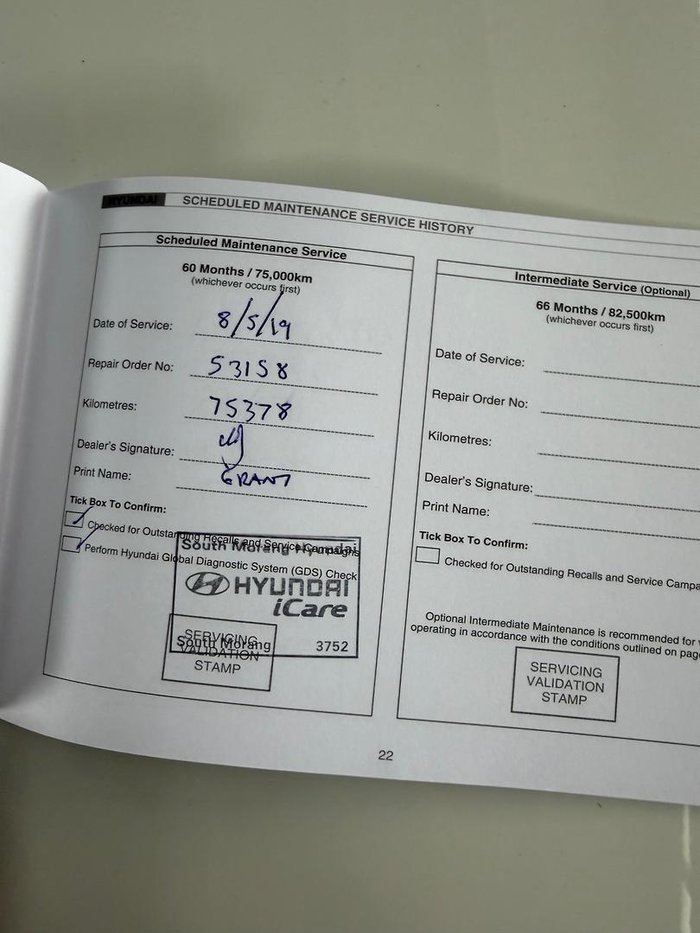 HYUNDAI
SCHEDULED MAINTENANCE SERVICE HISTORY
Scheduled Maintenance Service
60 Months / 75,000km
(whichever occurs first)
Date of Service: 8/5/19
Repair Order No: 53158
Kilometres: 75378
Dealer's Signature:
Print Name: GRANT
Tick Box To Confirm:
Checked for Outstanding Recalls and Service Campaigns
Perform Hyundai Global Diagnostic System (GDS) Check
South Morang Hyundai
HYUNDAI
iCare
South Morang 3752
SERVICING
VALIDATION
STAMP
Intermediate Service (Optional)
66 Months / 82,500km
(whichever occurs first)
Date of Service:
Repair Order No:
Kilometres:
Dealer's Signature:
Print Name:
Tick Box To Confirm:
Checked for Outstanding Recalls and Service Campa
Optional Intermediate Maintenance is recommended for
operating in accordance with the conditions outlined on pag
SERVICING
VALIDATION
STAMP
22